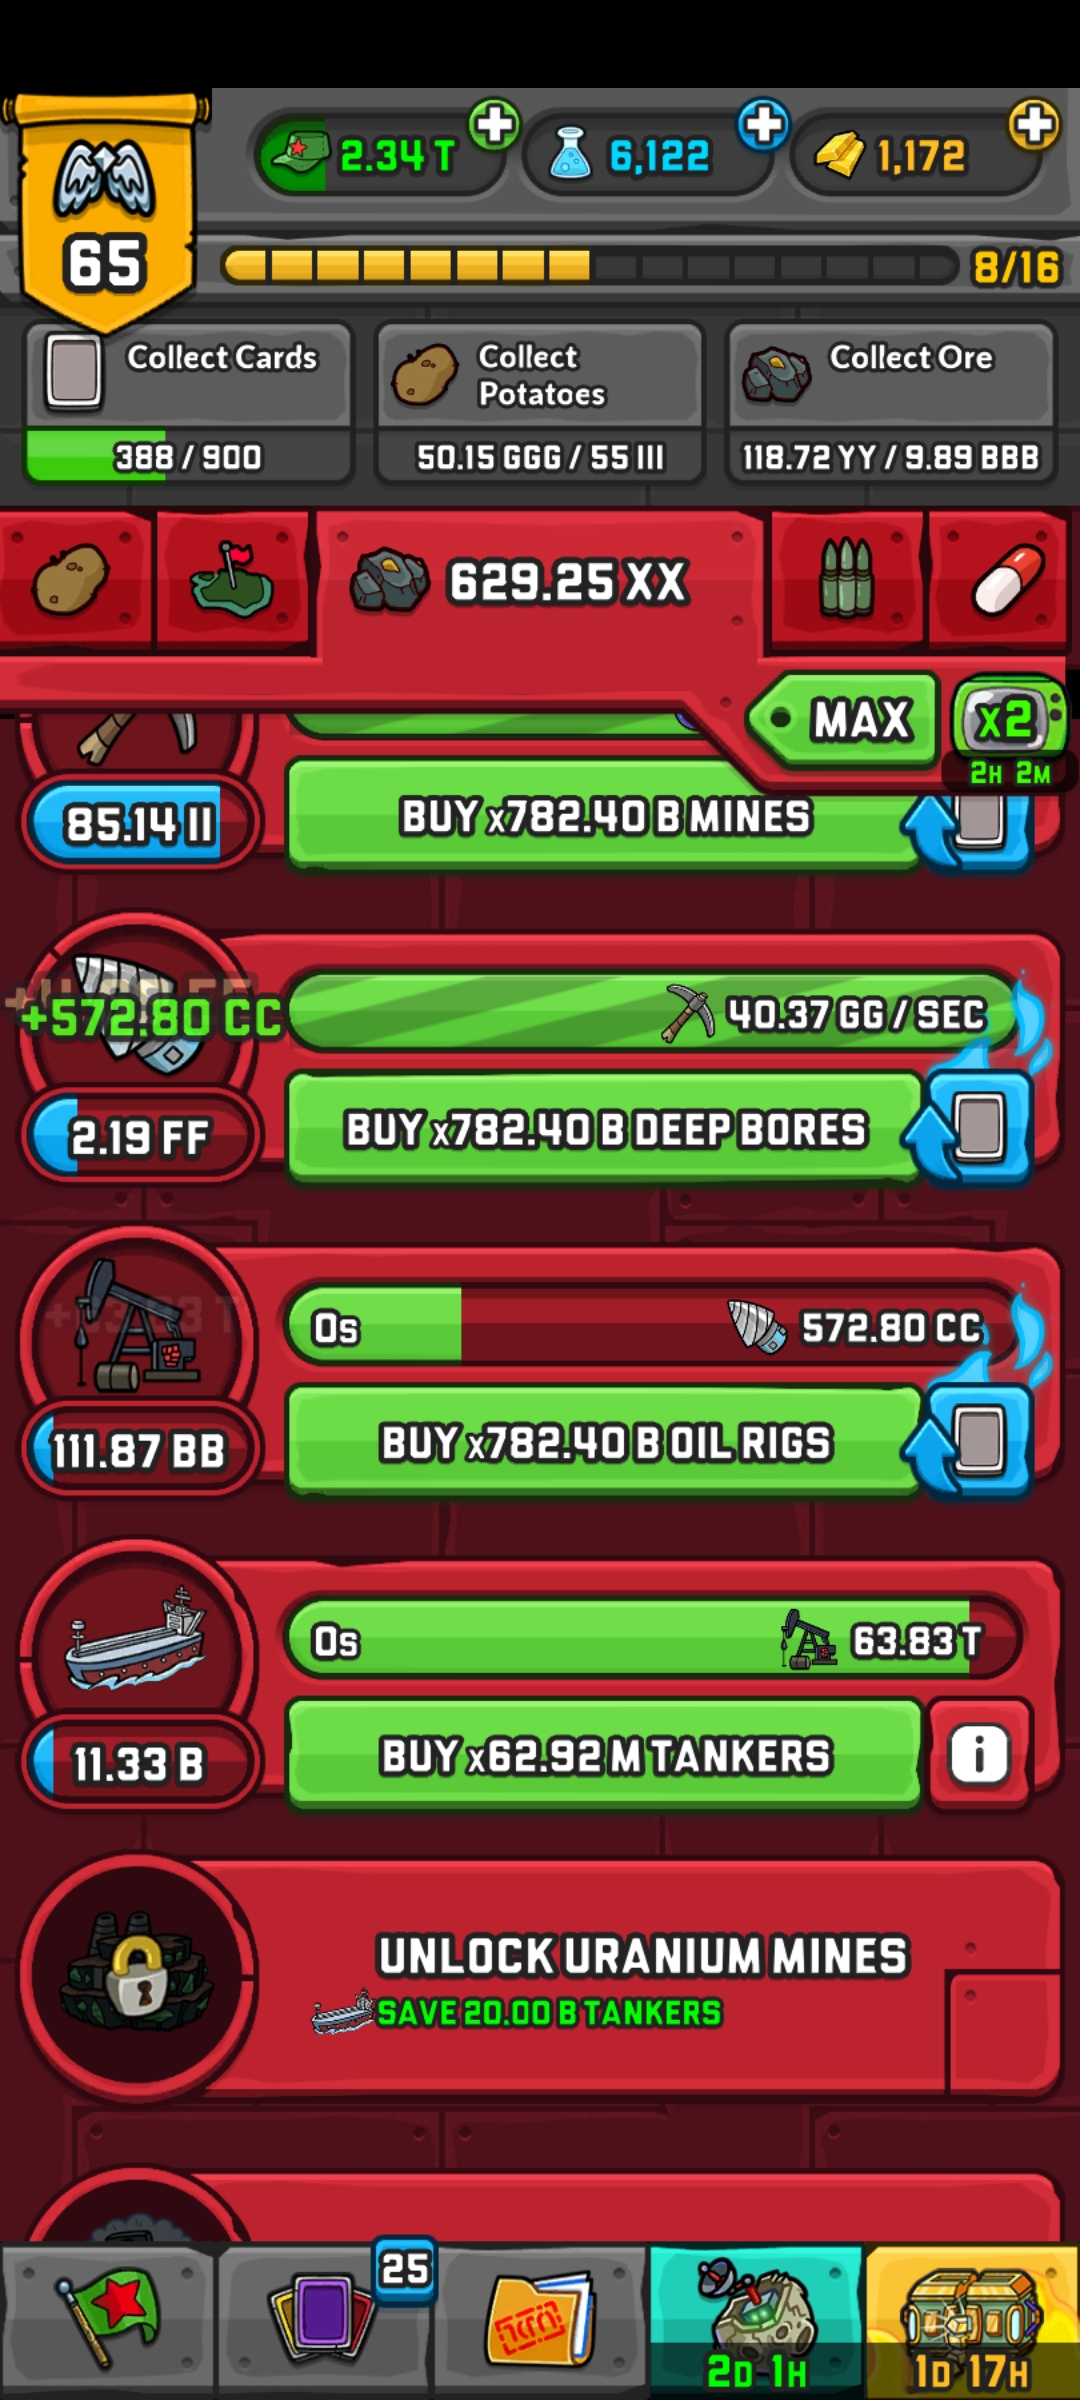 2.34 T
6,122
1,172
65
8/16
Collect Cards
388 / 900
Collect
Potatoes
50.15 GGG / 55 III
Collect Ore
118.72 YY / 9.89 BBB
629.25 XX
MAX
x2
2H 2M
85.14 II
BUY x782.40 B MINES
+572.80 CC
40.37 GG / SEC
2.19 FF
BUY x782.40 B DEEP BORES
0s
572.80 CC
111.87 BB
BUY x782.40 B OIL RIGS
0s
63.83 T
11.33 B
BUY x62.92 M TANKERS
i
UNLOCK URANIUM MINES
SAVE 20.00 B TANKERS
25
2D 1H
1D 17H